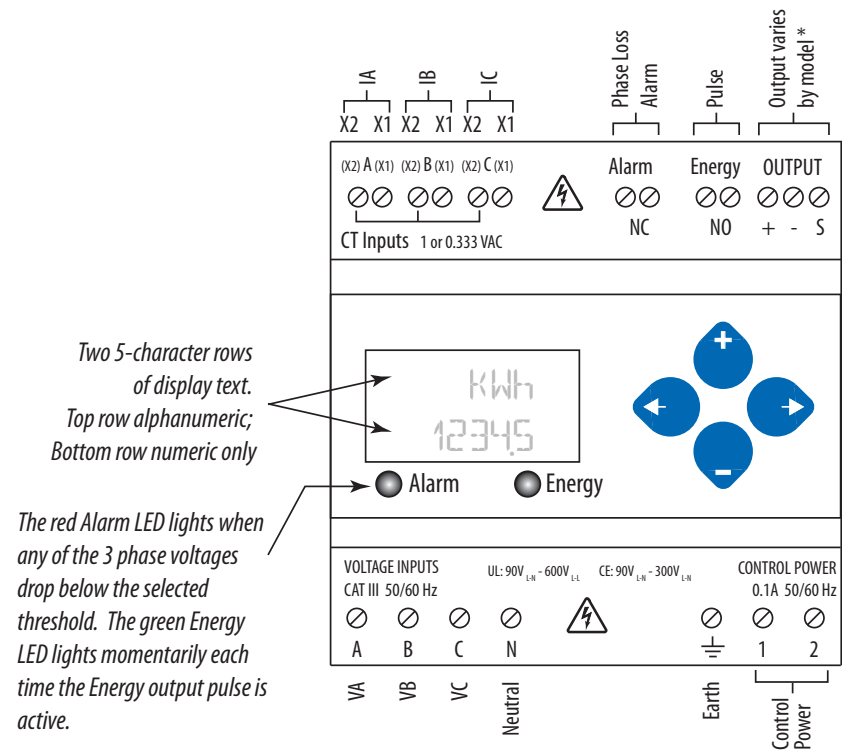 IA
IB
IC
Phase Loss
Alarm
Pulse
Output varies
by model *
X2 X1 X2 X1 X2 X1
(X2) A (X1) (X2) B (X1) (X2) C (X1)
Alarm
Energy
OUTPUT
NC
NO
+ - S
CT Inputs 1 or 0.333 VAC
Two 5-character rows
of display text.
Top row alphanumeric;
Bottom row numeric only
KWh
1234.5
+
-
Alarm
Energy
The red Alarm LED lights when
any of the 3 phase voltages
drop below the selected
threshold. The green Energy
LED lights momentarily each
time the Energy output pulse is
active.
VOLTAGE INPUTS
CAT III 50/60 Hz
UL: 90V L-N - 600V L-L
CE: 90V L-N - 300V L-N
CONTROL POWER
0.1A 50/60 Hz
A B C N
1 2
VA
VB
VC
Neutral
Earth
Control
Power